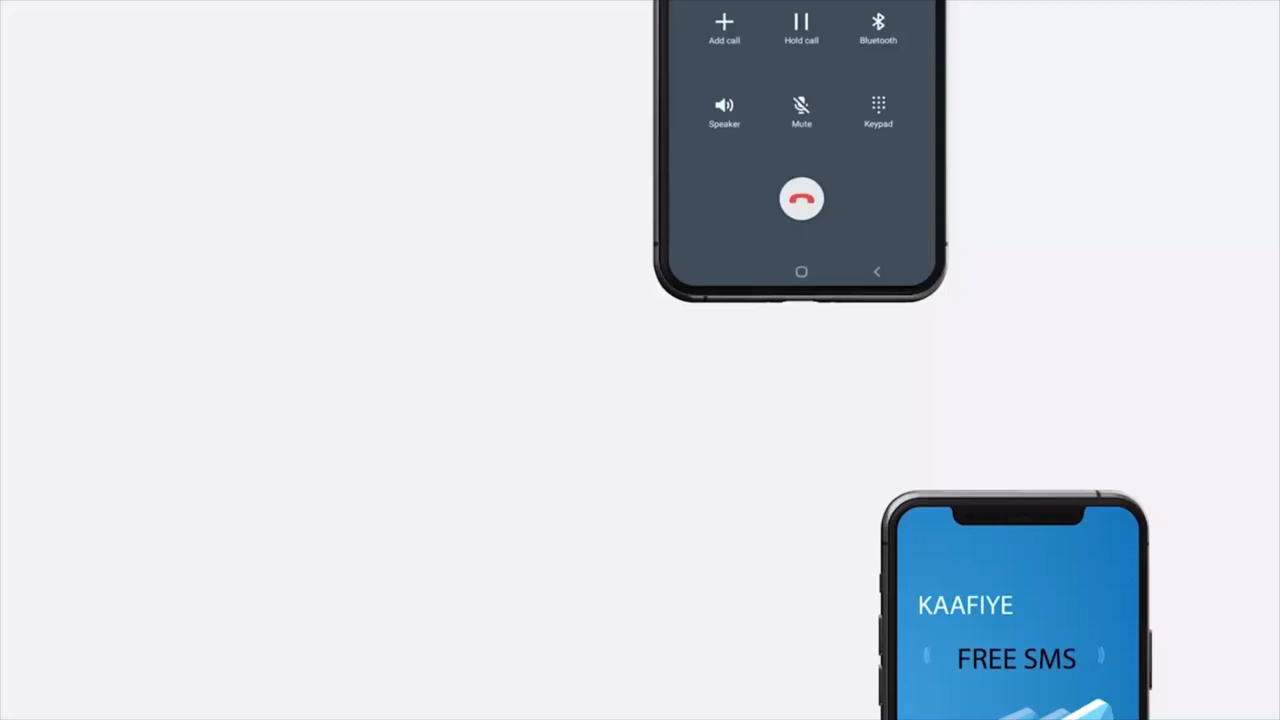 Add call Hold call Bluetooth
Speaker Mute Keypad
KAAFIYE
FREE SMS